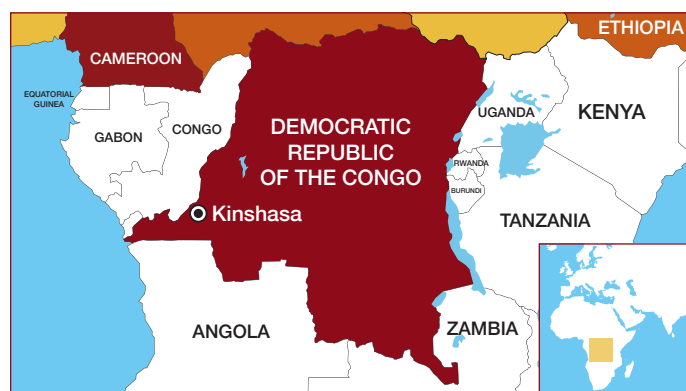 ETHIOPIA
CAMEROON
EQUATORIAL
GUINEA
UGANDA
KENYA
GABON
CONGO
DEMOCRATIC
REPUBLIC
OF THE CONGO
RWANDA
BURUNDI
Kinshasa
TANZANIA
ANGOLA
ZAMBIA